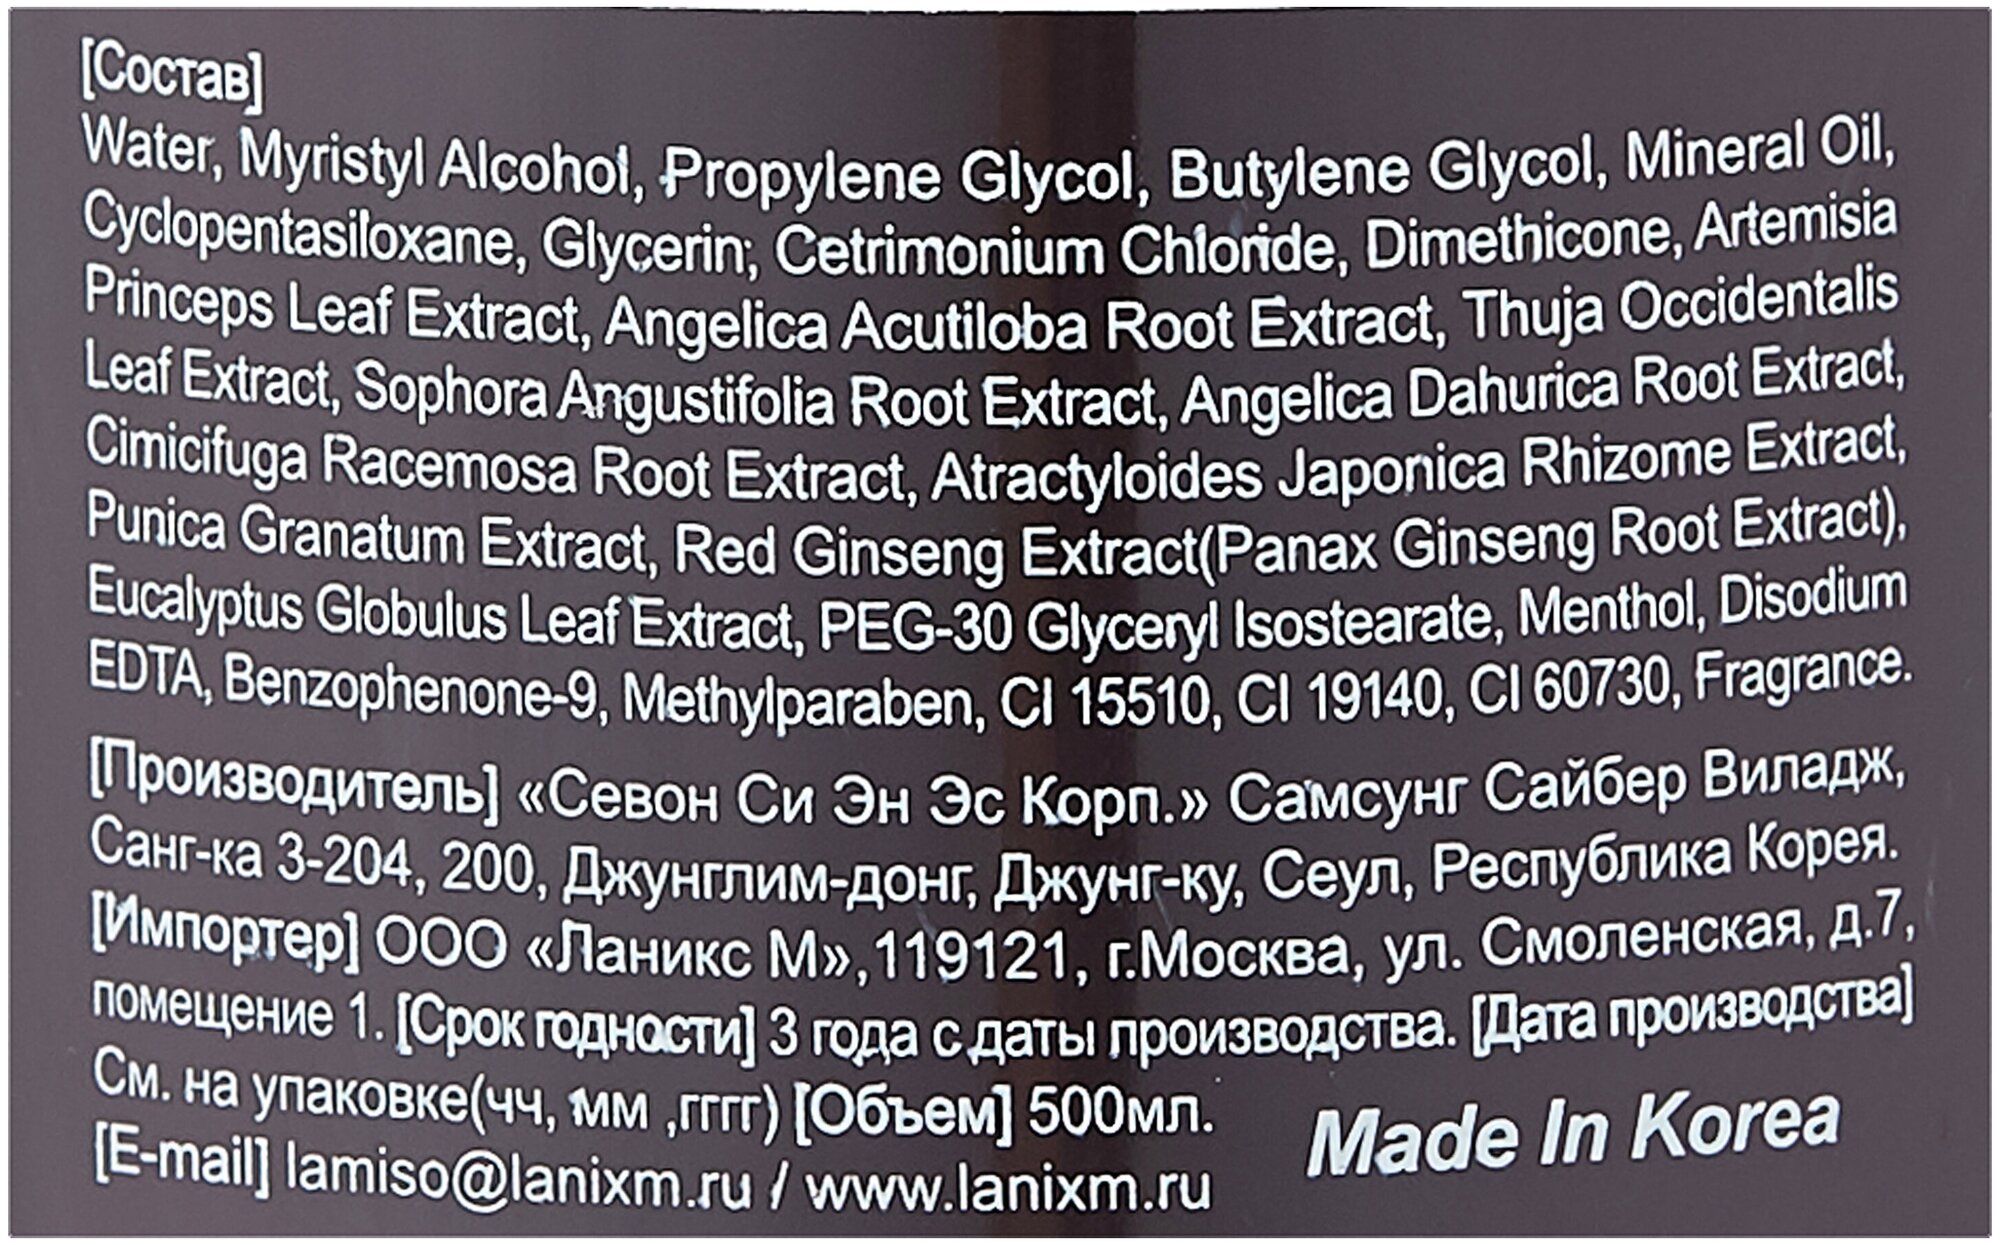 [Состав]
Water, Myristyl Alcohol, Propylene Glycol, Butylene Glycol, Mineral Oil,
Cyclopentasiloxane, Glycerin; Cetrimonium Chloride, Dimethicone, Artemisia
Princeps Leaf Extract, Angelica Acutiloba Root Extract, Thuja Occidentalis
Leaf Extract, Sophora Angustifolia Root Extract, Angelica Dahurica Root Extract,
Cimicifuga Racemosa Root Extract, Atractyloides Japonica Rhizome Extract,
Punica Granatum Extract, Red Ginseng Extract(Panax Ginseng Root Extract),
Eucalyptus Globulus Leaf Extract, PEG-30 Glyceryl Isostearate, Menthol, Disodium
EDTA, Benzophenone-9, Methylparaben, CI 15510, CI 19140, CI 60730, Fragrance.
[Производитель] «Севон Си Эн Эс Корп.» Самсунг Сайбер Виладж,
Санг-ка 3-204, 200, Джунглим-донг, Джунг-ку, Сеул, Республика Корея.
[Импортер] ООО «Ланикс М»,119121, г.Москва, ул. Смоленская, д.7,
помещение 1. [Срок годности] 3 года с даты производства. [Дата производства]
См. на упаковке(чч, мм ,гггг) [Объем] 500мл.
[E-mail] lamiso@lanixm.ru / www.lanixm.ru
Made In Korea